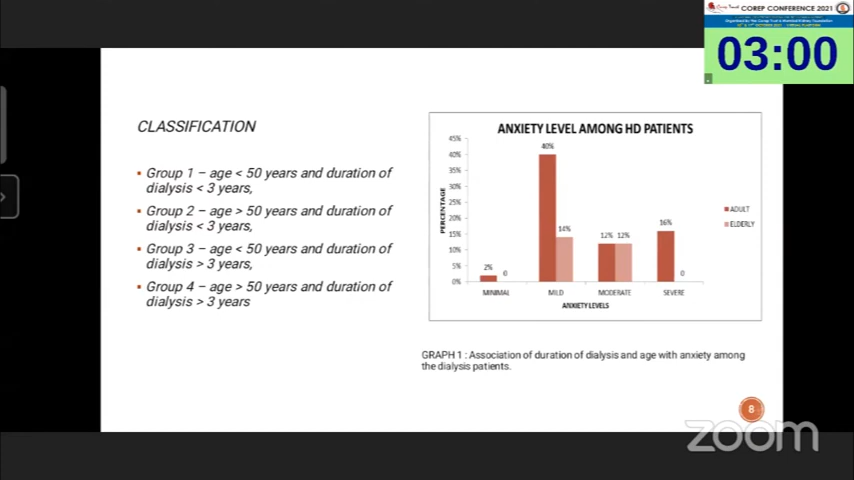 COREP CONFERENCE 2021
03:00
CLASSIFICATION
Group 1 – age < 50 years and duration of
dialysis < 3 years,
Group 2 – age > 50 years and duration of
dialysis < 3 years,
Group 3 – age < 50 years and duration of
dialysis > 3 years,
Group 4 – age > 50 years and duration of
dialysis > 3 years
ANXIETY LEVEL AMONG HD PATIENTS
PERCENTAGE
45%
40%
35%
30%
25%
20%
15%
10%
5%
0%
2% 0 40% 14% 12% 12% 16% 0
MINIMAL MILD MODERATE SEVERE
ANXIETY LEVELS
ADULT
ELDERLY
GRAPH 1 : Association of duration of dialysis and age with anxiety among
the dialysis patients.
8
zoom